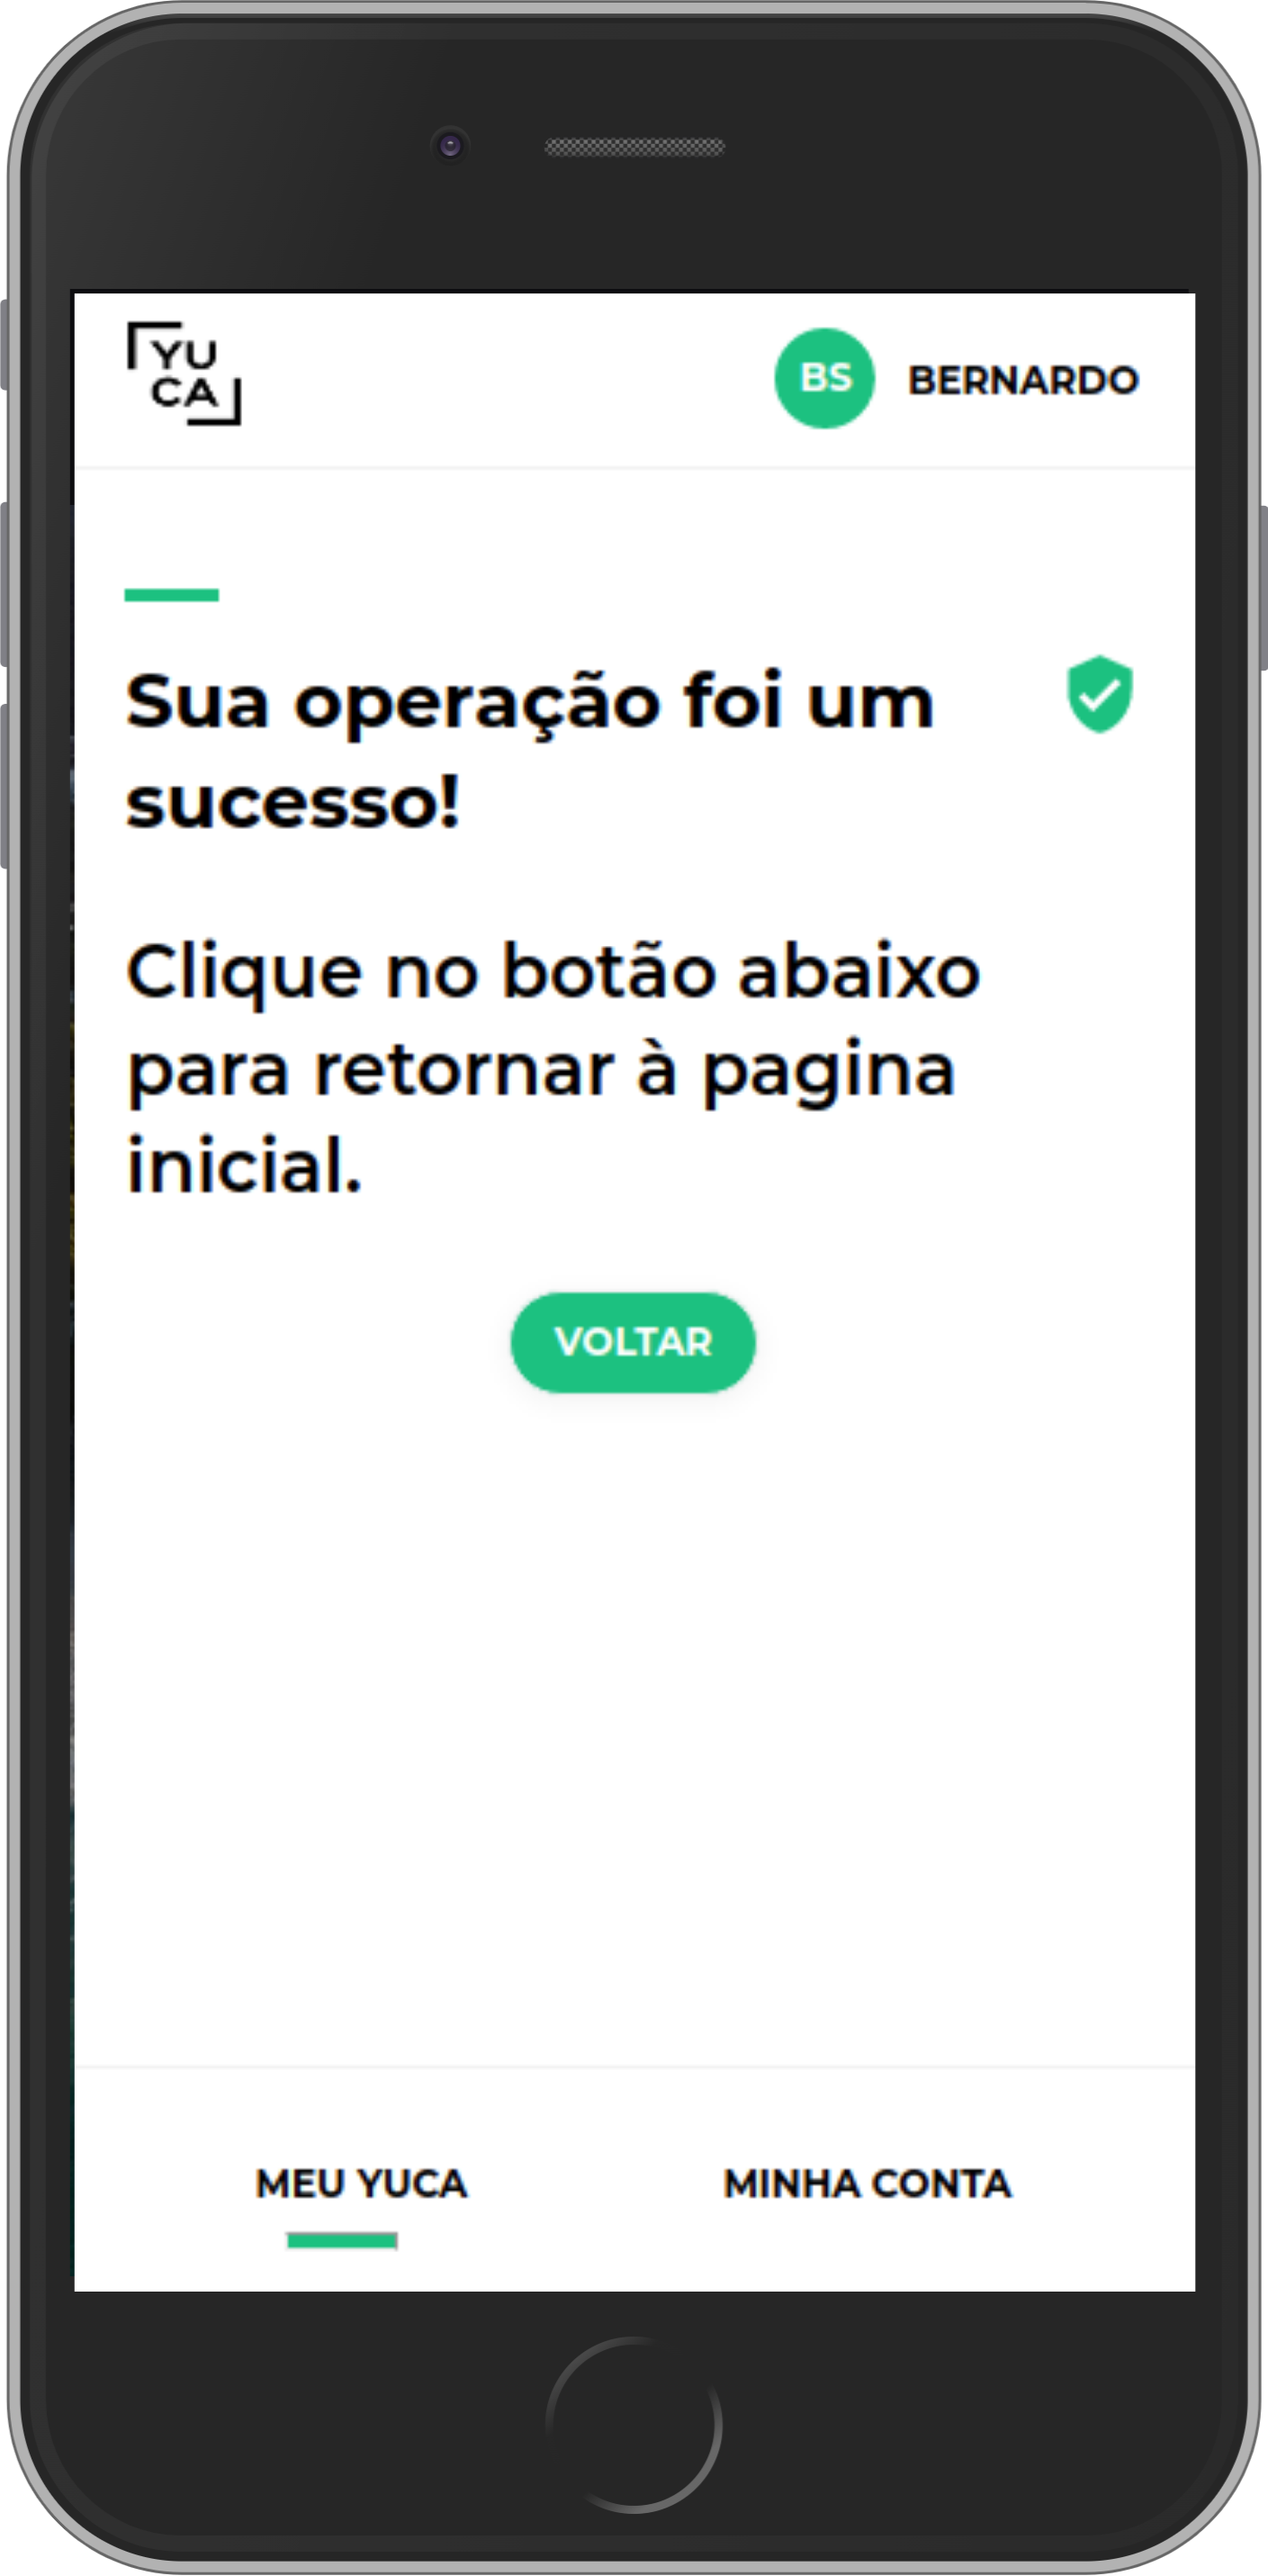 YU
CA
BS BERNARDO
Sua operação foi um
sucesso!
Clique no botão abaixo
para retornar à pagina
inicial.
VOLTAR
MEU YUCA MINHA CONTA